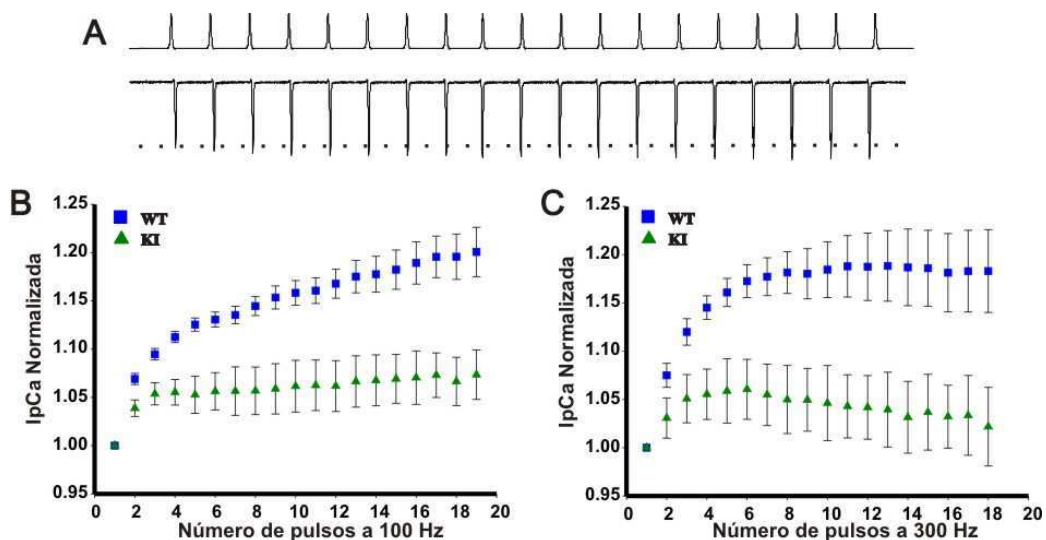 A
B
WT
KI
IpCa Normalizada
1.25
1.20
1.15
1.10
1.05
1.00
0.95
0 2 4 6 8 10 12 14 16 18 20
Número de pulsos a 100 Hz
C
WT
KI
IpCa Normalizada
1.25
1.20
1.15
1.10
1.05
1.00
0.95
0 2 4 6 8 10 12 14 16 18 20
Número de pulsos a 300 Hz